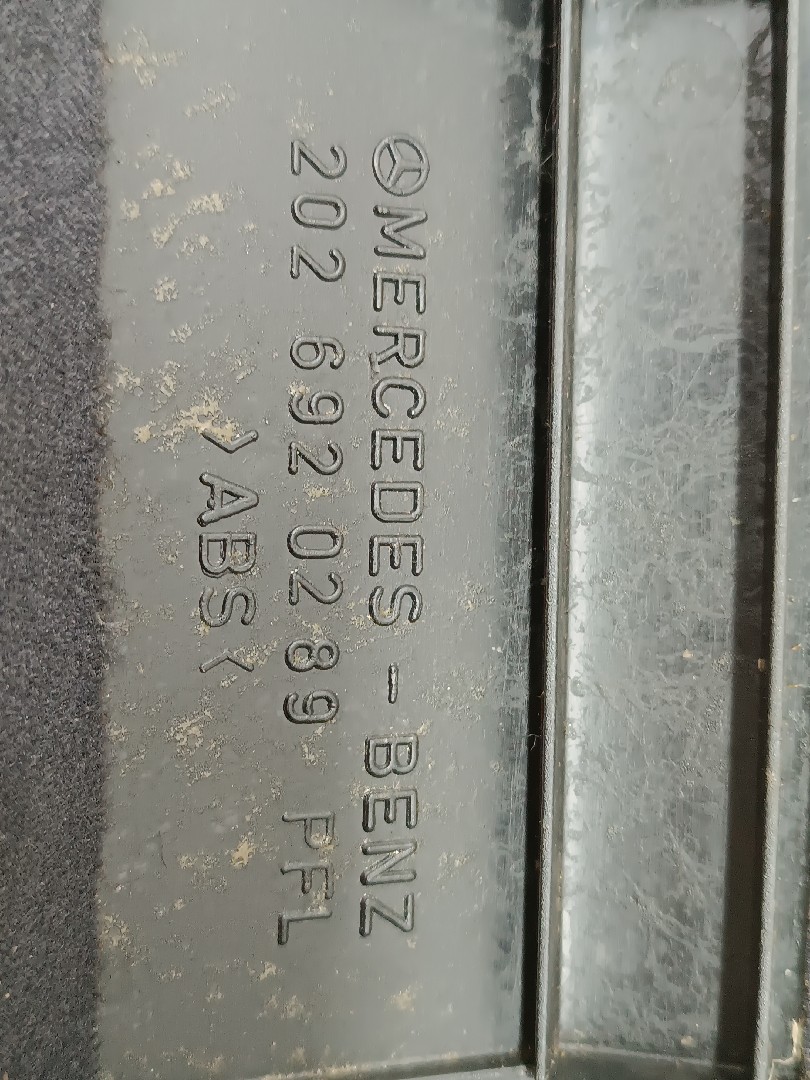 MERCEDES-BENZ
202 692 02 89 PFL
>ABS<